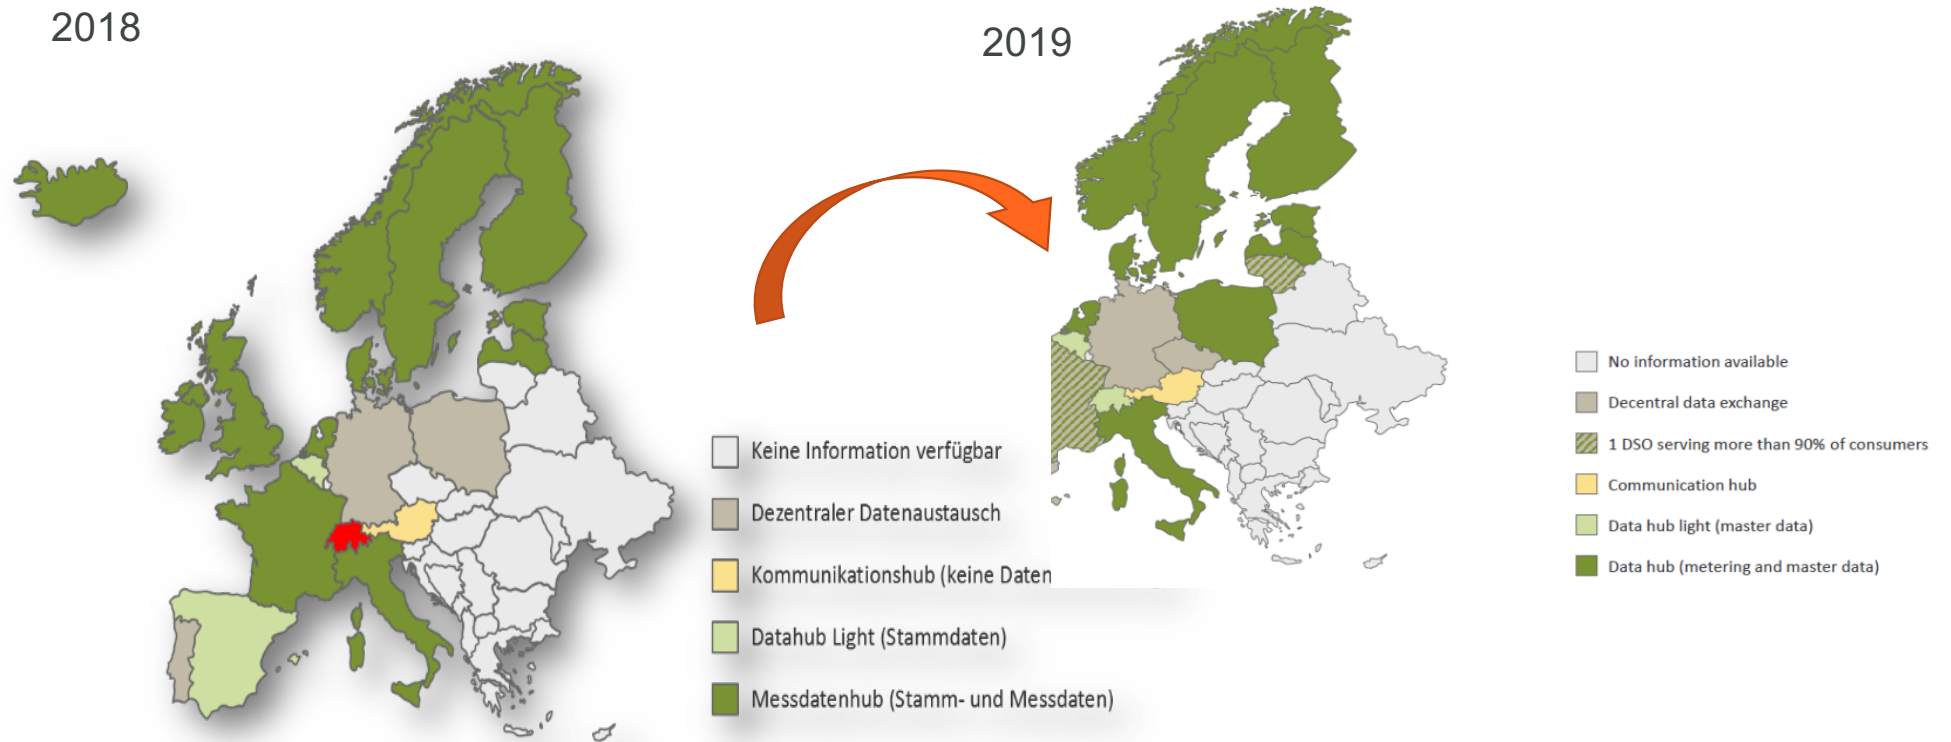 2018
2019
Keine Information verfügbar
Dezentraler Datenaustausch
Kommunikationshub (keine Daten
Datahub Light (Stammdaten)
Messdatenhub (Stamm- und Messdaten)
No information available
Decentral data exchange
1 DSO serving more than 90% of consumers
Communication hub
Data hub light (master data)
Data hub (metering and master data)